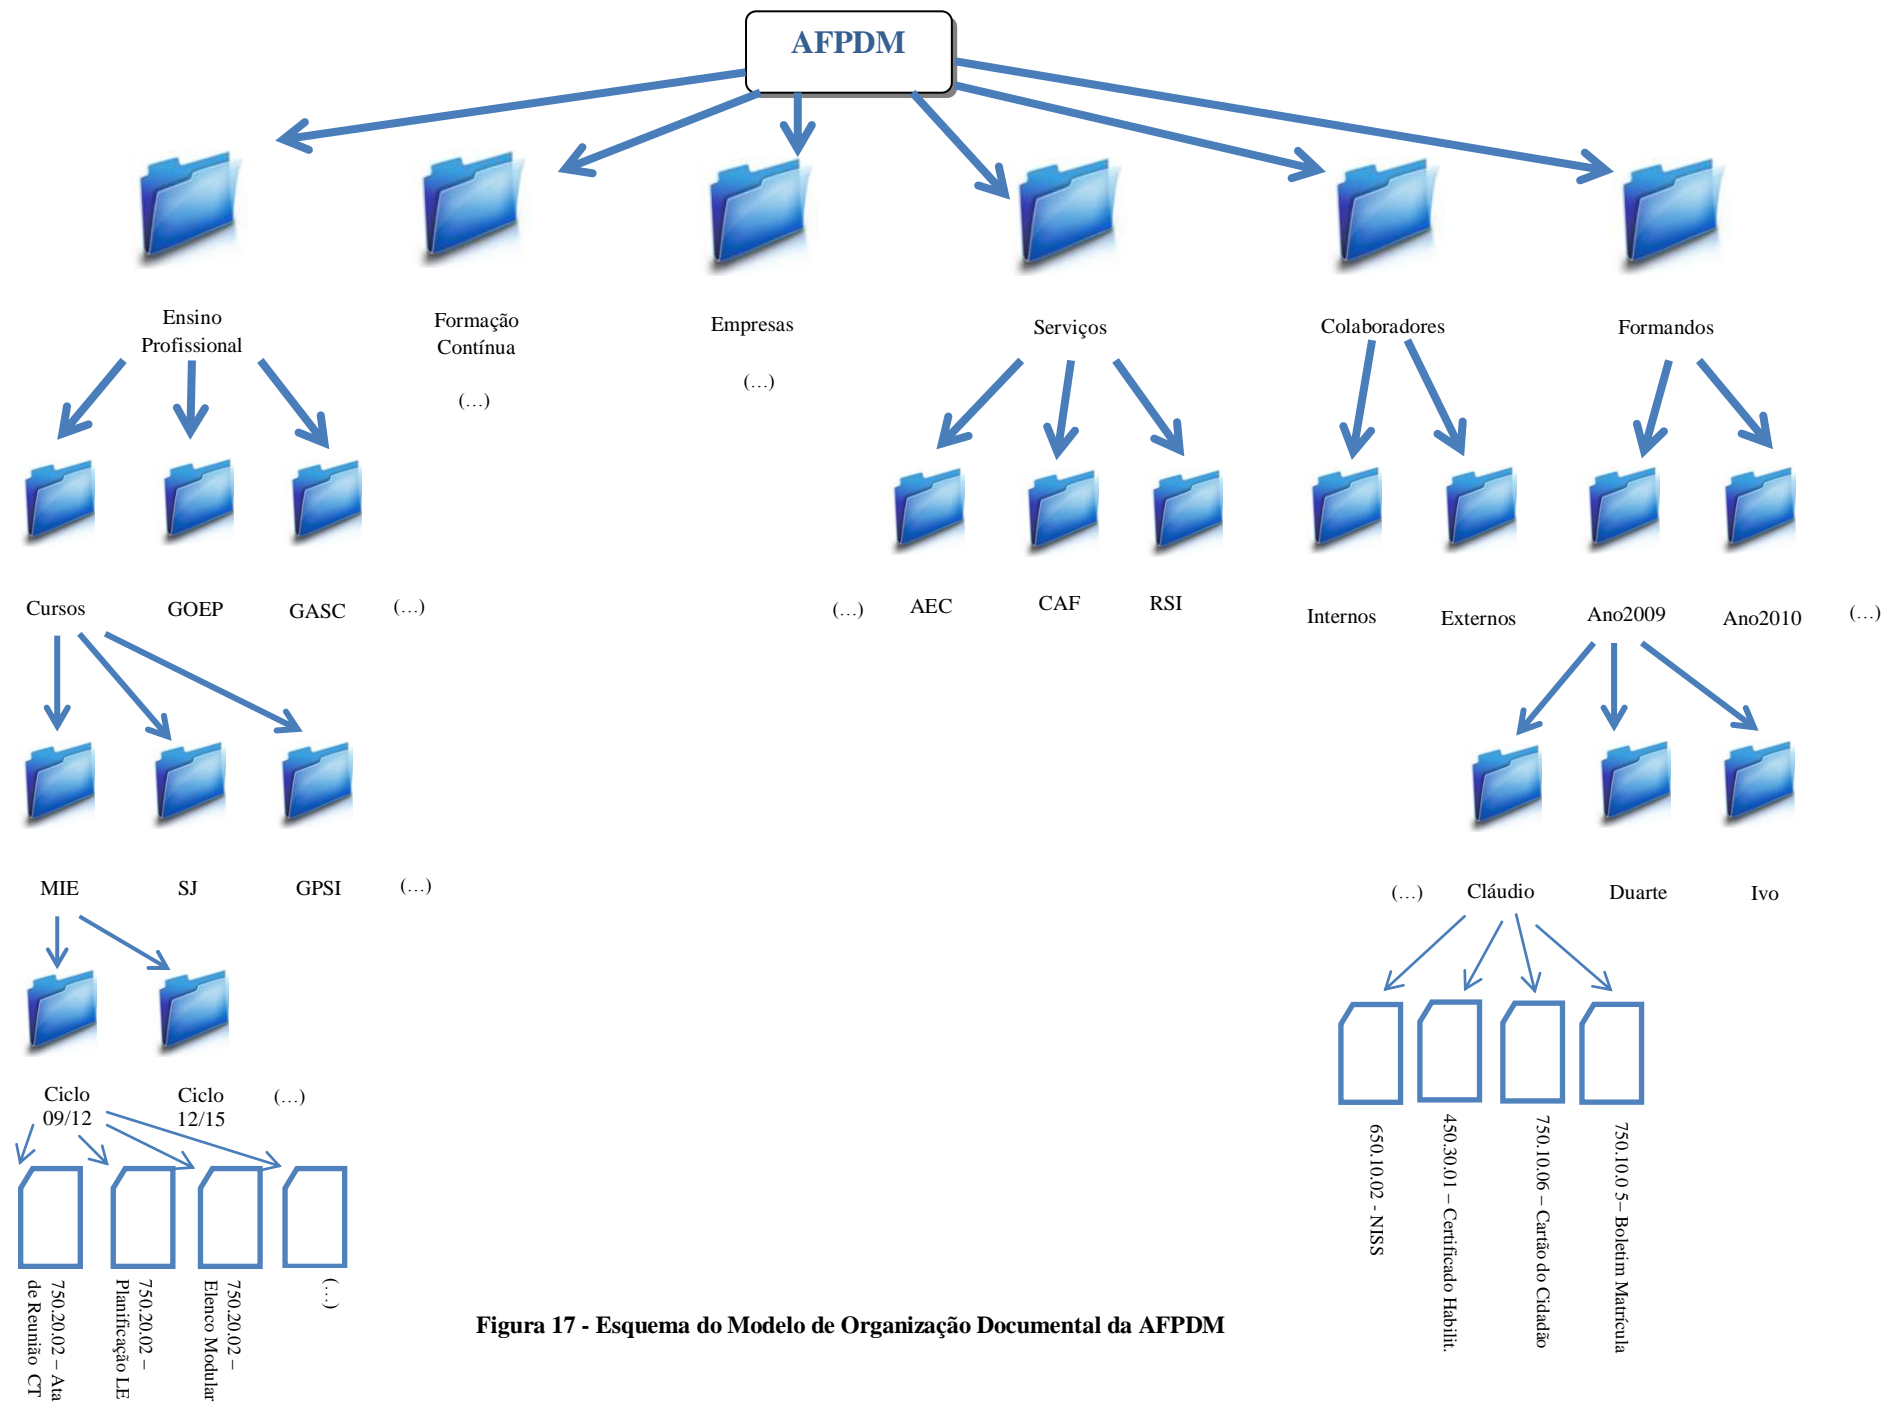 AFPDM
Ensino
Profissional
Formação
Contínua
(…)
Empresas
(…)
Serviços
Colaboradores
Formandos
Cursos
GOEP
GASC
(…)
(…)
AEC
CAF
RSI
Internos
Externos
Ano2009
Ano2010
(…)
MIE
SJ
GPSI
(…)
(…)
Cláudio
Duarte
Ivo
Ciclo
09/12
Ciclo
12/15
(…)
650.10.02 - NISS
450.30.01 – Certificado Habilit.
750.10.06 – Cartão do Cidadão
750.10.0 5– Boletim Matrícula
750.20.02 – Ata
de Reunião CT
750.20.02 –
Planificação LE
750.20.02 –
Elenco Modular
(…)
Figura 17 - Esquema do Modelo de Organização Documental da AFPDM